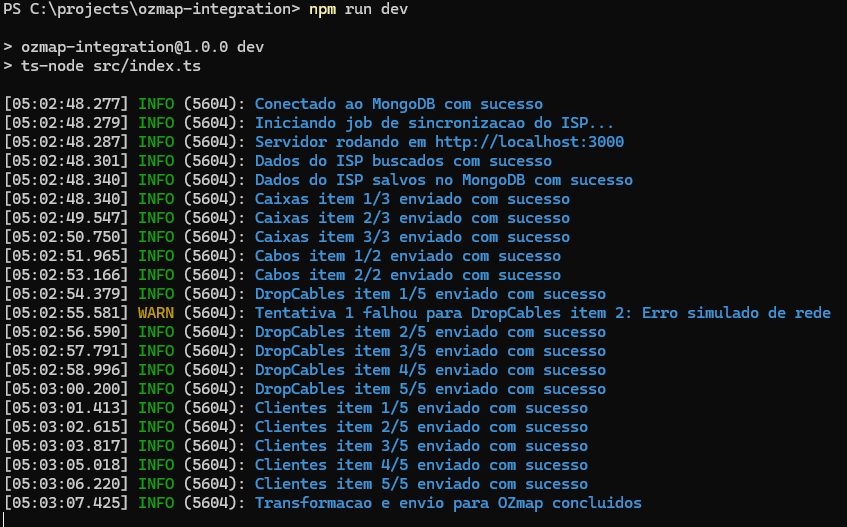 PS C:\projects\ozmap-integration> npm run dev
> ozmap-integration@1.0.0 dev
> ts-node src/index.ts
[05:02:48.277] INFO (5604): Conectado ao MongoDB com sucesso
[05:02:48.279] INFO (5604): Iniciando job de sincronizacao do ISP...
[05:02:48.287] INFO (5604): Servidor rodando em http://localhost:3000
[05:02:48.301] INFO (5604): Dados do ISP buscados com sucesso
[05:02:48.340] INFO (5604): Dados do ISP salvos no MongoDB com sucesso
[05:02:48.340] INFO (5604): Caixas item 1/3 enviado com sucesso
[05:02:49.547] INFO (5604): Caixas item 2/3 enviado com sucesso
[05:02:50.750] INFO (5604): Caixas item 3/3 enviado com sucesso
[05:02:51.965] INFO (5604): Cabos item 1/2 enviado com sucesso
[05:02:53.166] INFO (5604): Cabos item 2/2 enviado com sucesso
[05:02:54.379] INFO (5604): DropCables item 1/5 enviado com sucesso
[05:02:55.581] WARN (5604): Tentativa 1 falhou para DropCables item 2: Erro simulado de rede
[05:02:56.590] INFO (5604): DropCables item 2/5 enviado com sucesso
[05:02:57.791] INFO (5604): DropCables item 3/5 enviado com sucesso
[05:02:58.996] INFO (5604): DropCables item 4/5 enviado com sucesso
[05:03:00.200] INFO (5604): DropCables item 5/5 enviado com sucesso
[05:03:01.413] INFO (5604): Clientes item 1/5 enviado com sucesso
[05:03:02.615] INFO (5604): Clientes item 2/5 enviado com sucesso
[05:03:03.817] INFO (5604): Clientes item 3/5 enviado com sucesso
[05:03:05.018] INFO (5604): Clientes item 4/5 enviado com sucesso
[05:03:06.220] INFO (5604): Clientes item 5/5 enviado com sucesso
[05:03:07.425] INFO (5604): Transformacao e envio para OZmap concluidos